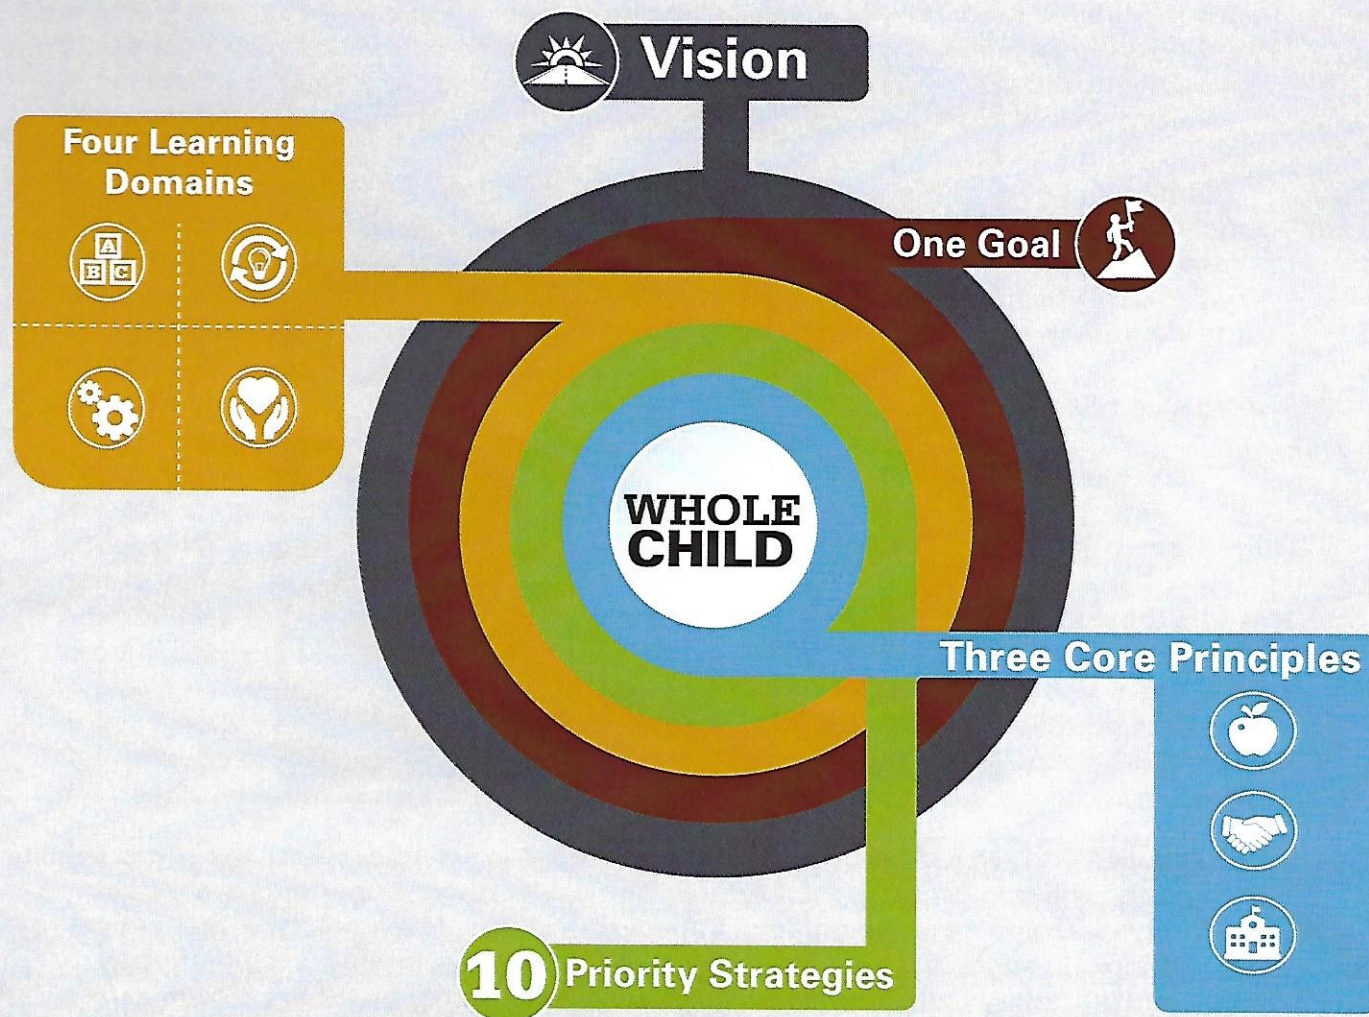 Vision
Four Learning
Domains
A
B C
One Goal
WHOLE
CHILD
Three Core Principles
10 Priority Strategies